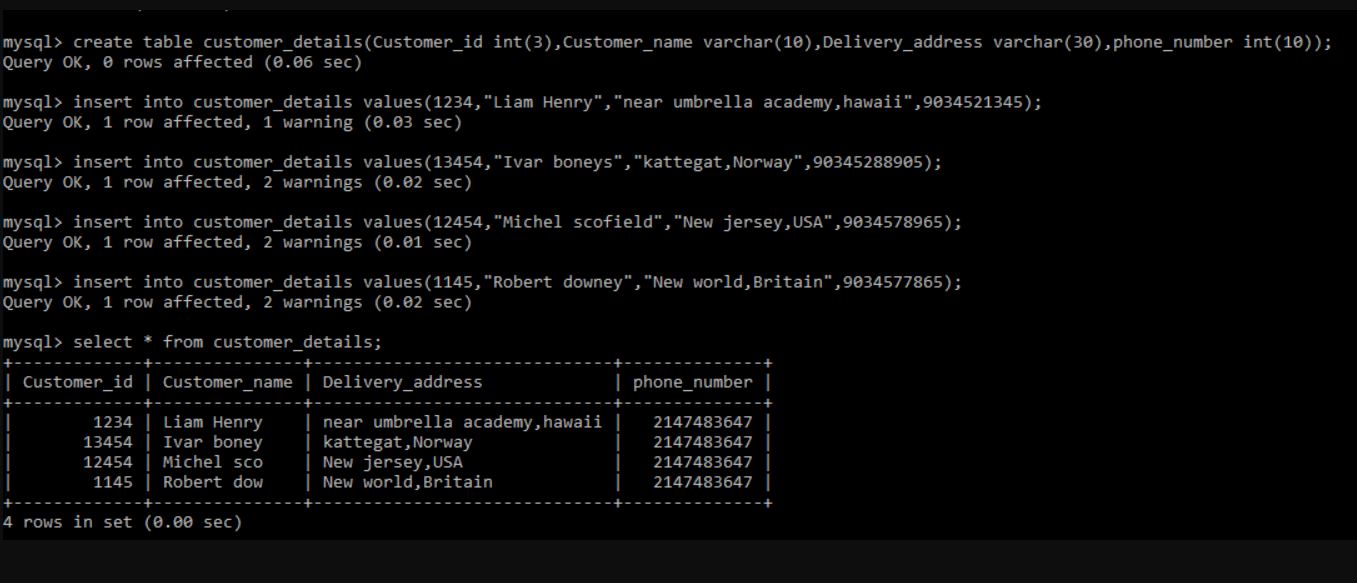 mysql> create table customer_details(Customer_id int(3),Customer_name varchar(10),Delivery_address varchar(30),phone_number int(10));
Query OK, 0 rows affected (0.06 sec)
mysql> insert into customer_details values(1234,"Liam Henry","near umbrella academy,hawaii",9034521345);
Query OK, 1 row affected, 1 warning (0.03 sec)
mysql> insert into customer_details values(13454,"Ivar boneys","kattegat,Norway",90345288905);
Query OK, 1 row affected, 2 warnings (0.02 sec)
mysql> insert into customer_details values(12454,"Michel scofield","New jersey,USA",9034578965);
Query OK, 1 row affected, 2 warnings (0.01 sec)
mysql> insert into customer_details values(1145,"Robert downey","New world,Britain",9034577865);
Query OK, 1 row affected, 2 warnings (0.02 sec)
mysql> select * from customer_details;
+-------------+---------------+------------------------------+--------------+
| Customer_id | Customer_name | Delivery_address             | phone_number |
+-------------+---------------+------------------------------+--------------+
|        1234 | Liam Henry    | near umbrella academy,hawaii |   2147483647 |
|       13454 | Ivar boney    | kattegat,Norway              |   2147483647 |
|       12454 | Michel sco    | New jersey,USA               |   2147483647 |
|        1145 | Robert dow    | New world,Britain            |   2147483647 |
+-------------+---------------+------------------------------+--------------+
4 rows in set (0.00 sec)